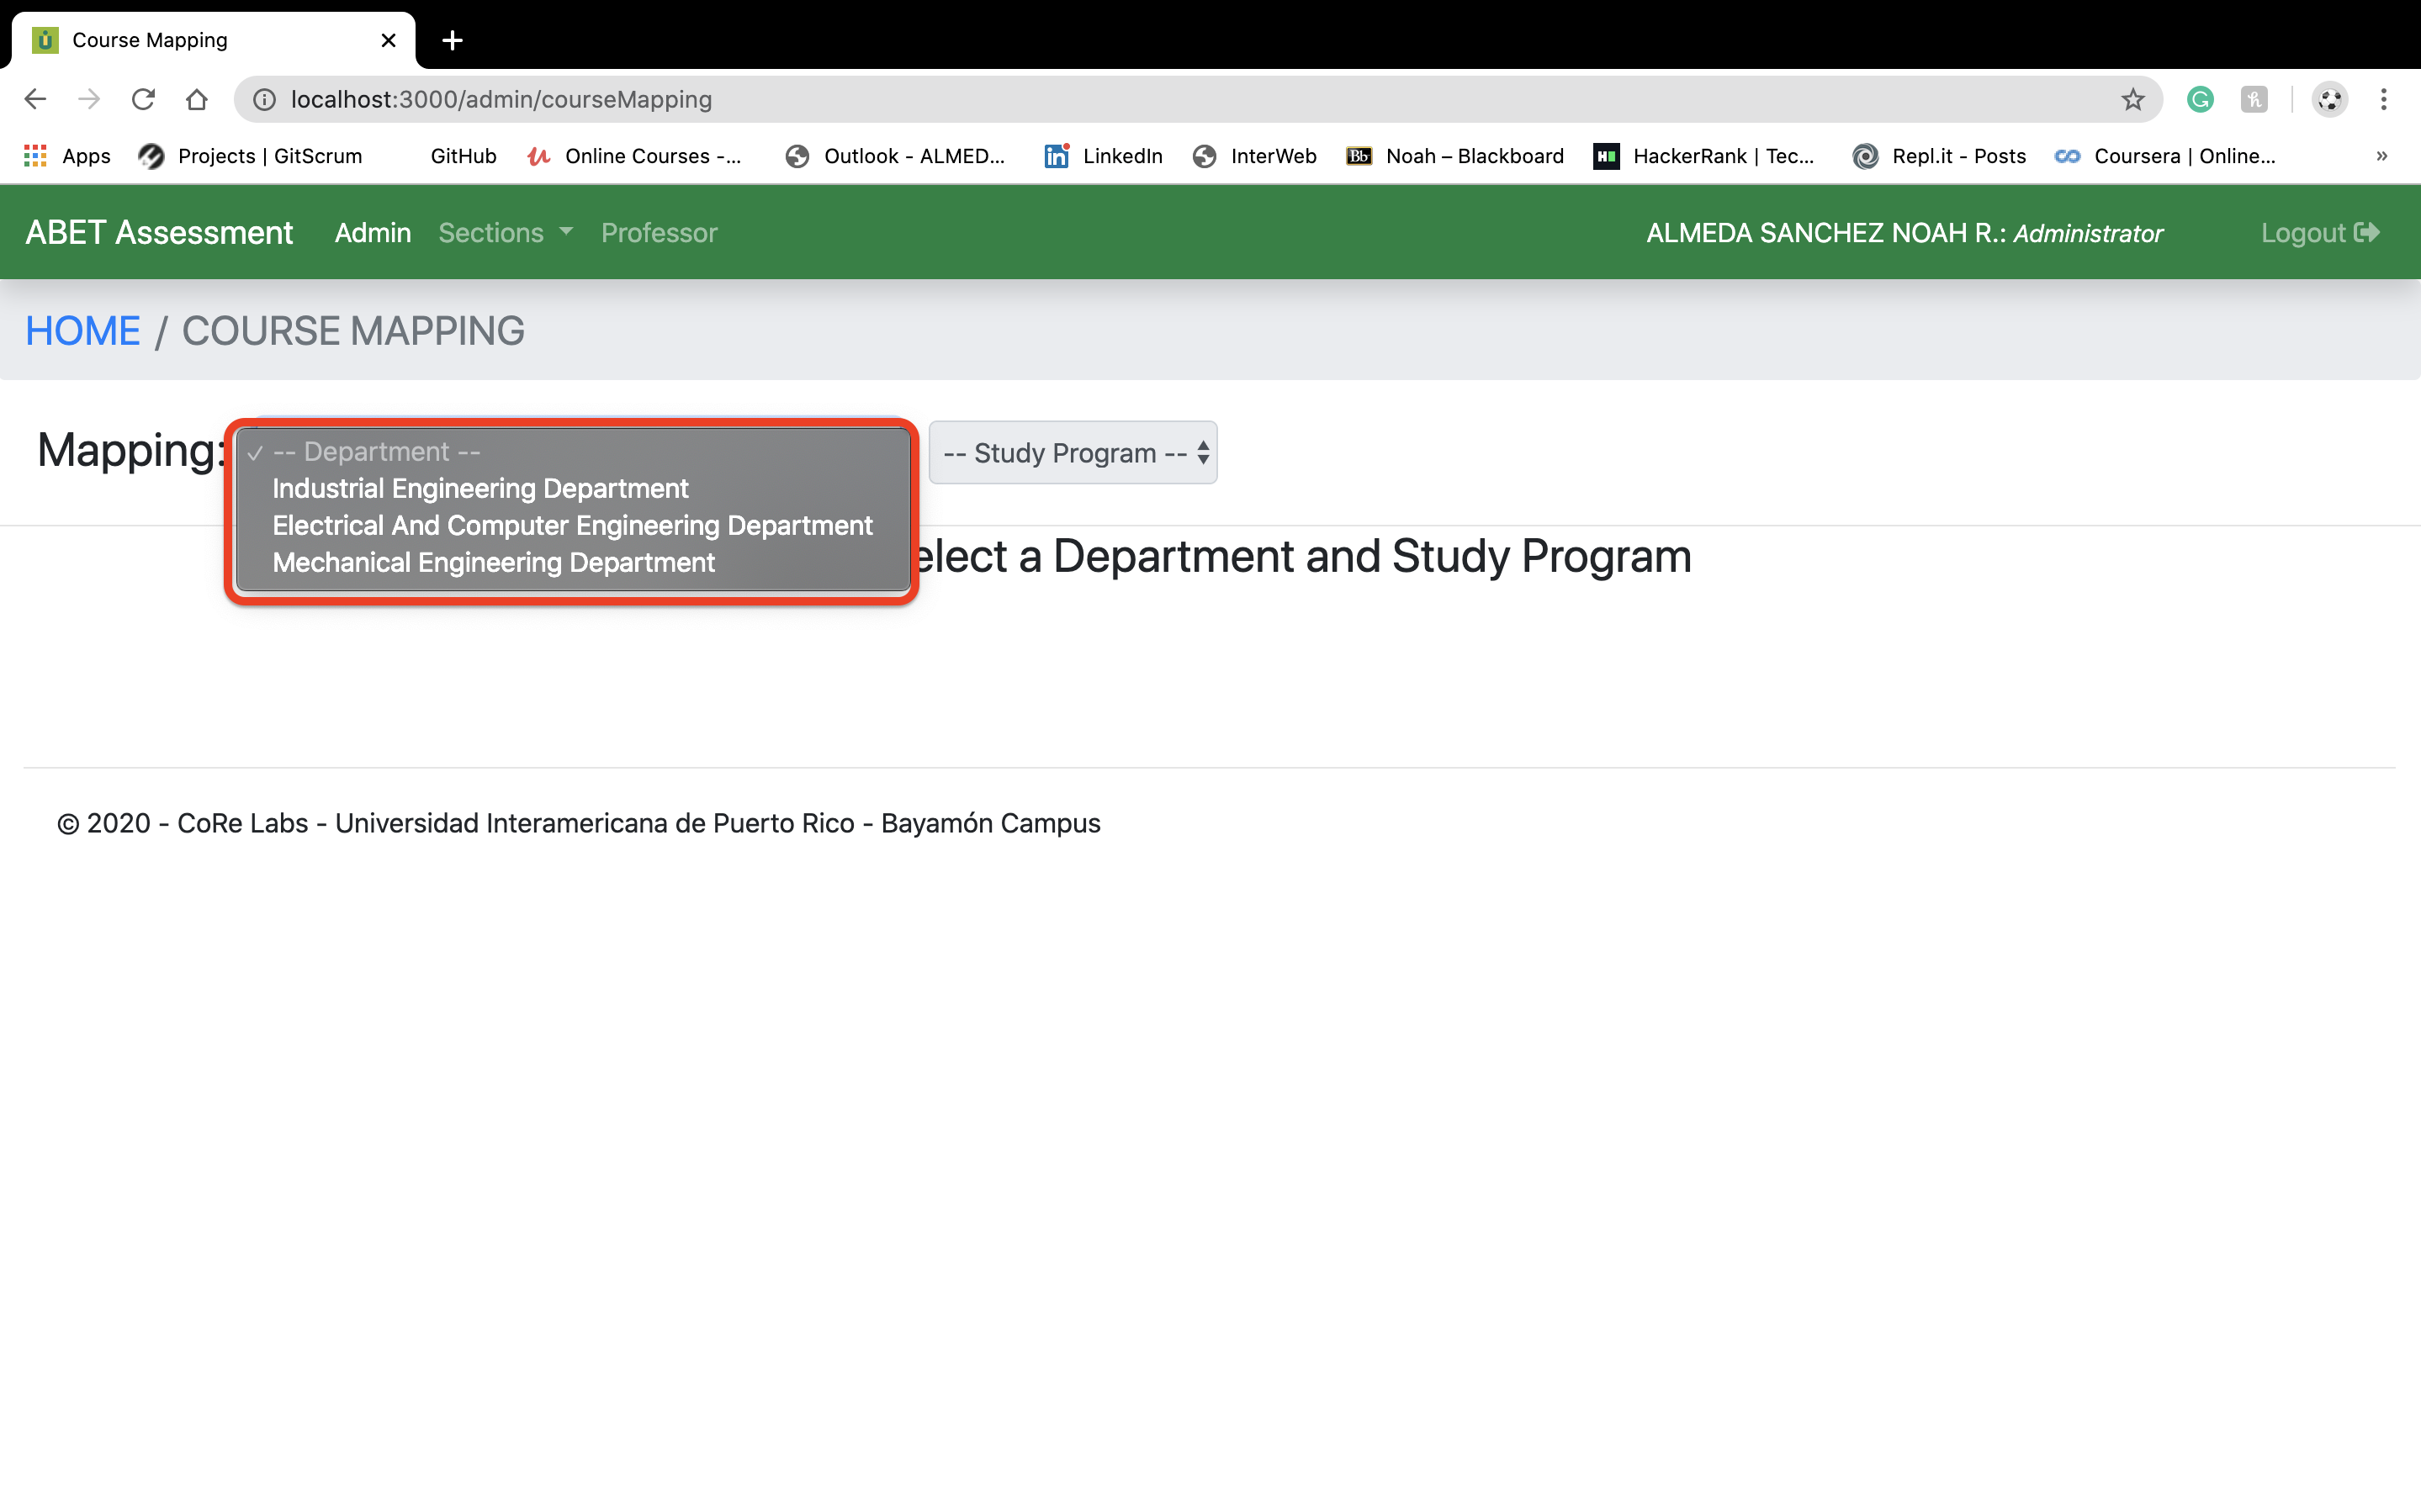 Course Mapping
localhost:3000/admin/courseMapping
Apps Projects | GitScrum GitHub Online Courses -... Outlook - ALMED... LinkedIn InterWeb Noah – Blackboard HackerRank | Tec... Repl.it - Posts Coursera | Online... »
ABET Assessment Admin Sections Professor ALMEDA SANCHEZ NOAH R.: Administrator Logout
HOME / COURSE MAPPING
Mapping: -- Department -- -- Study Program --
Industrial Engineering Department
Electrical And Computer Engineering Department
Mechanical Engineering Department
elect a Department and Study Program
© 2020 - CoRe Labs - Universidad Interamericana de Puerto Rico - Bayamón Campus